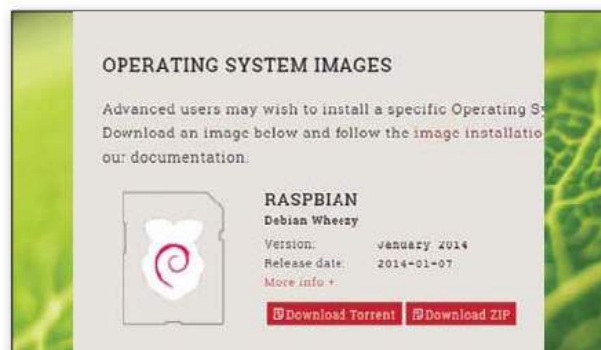 OPERATING SYSTEM IMAGES
Advanced users may wish to install a specific Operating Sy
Download an image below and follow the image installatio
our documentation.
RASPBIAN
Debian Wheezy
Version: January 2014
Release date: 2014-01-07
More info +
Download Torrent Download ZIP